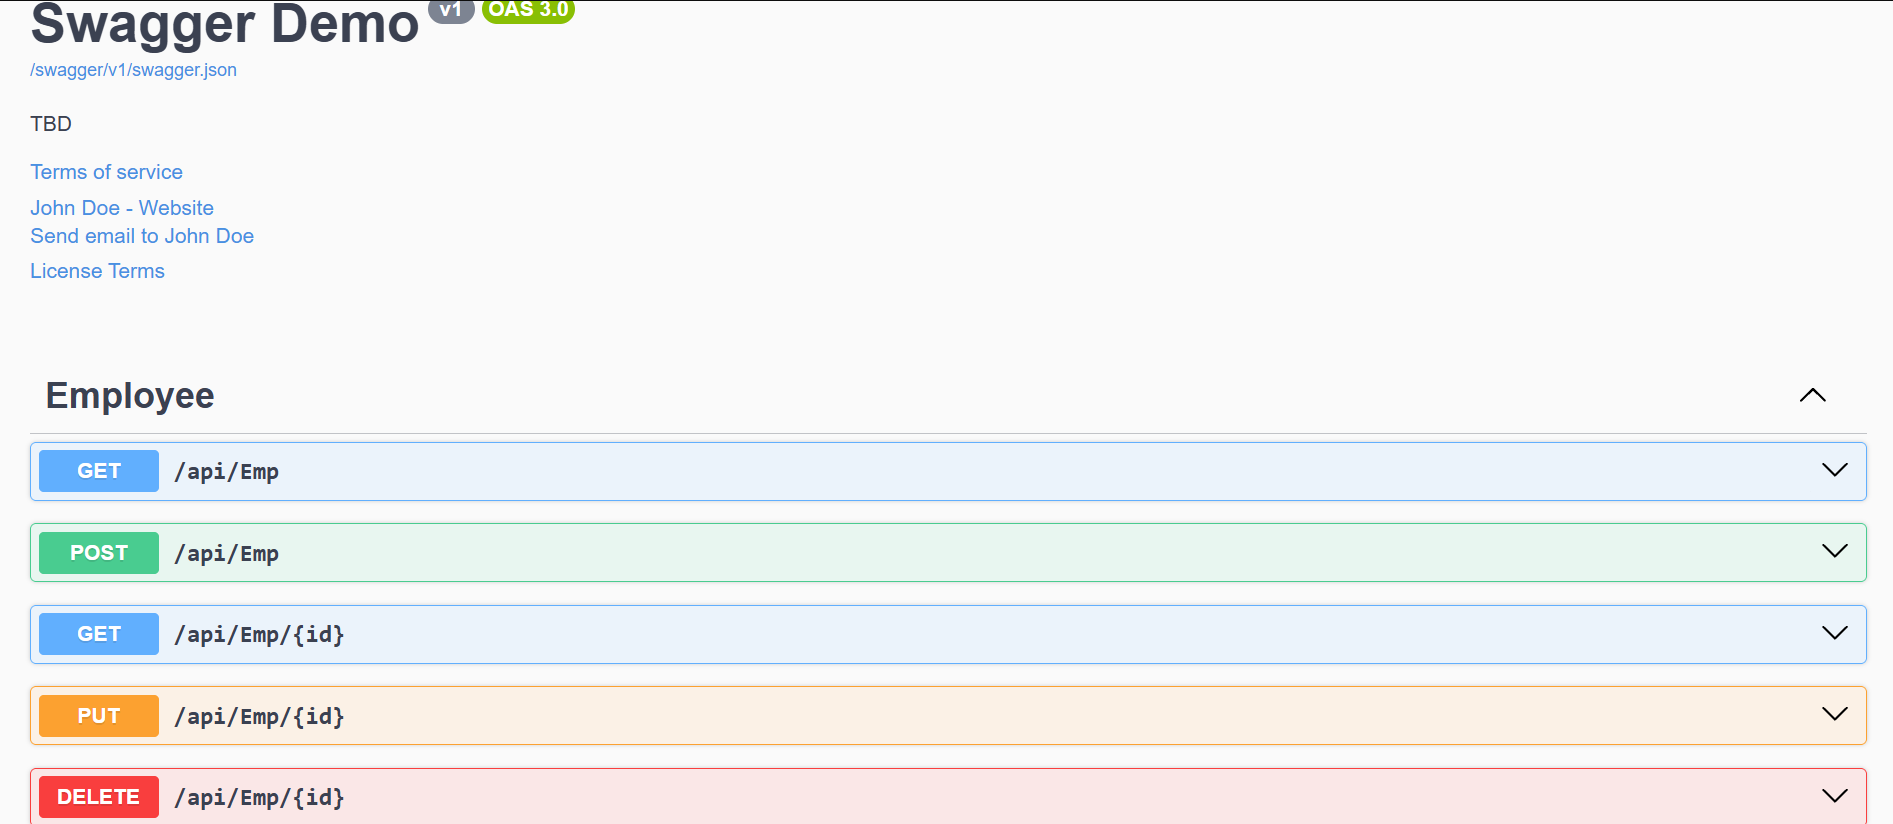 Swagger Demo v1 OAS 3.0
/swagger/v1/swagger.json
TBD
Terms of service
John Doe - Website
Send email to John Doe
License Terms
Employee
GET /api/Emp
POST /api/Emp
GET /api/Emp/{id}
PUT /api/Emp/{id}
DELETE /api/Emp/{id}